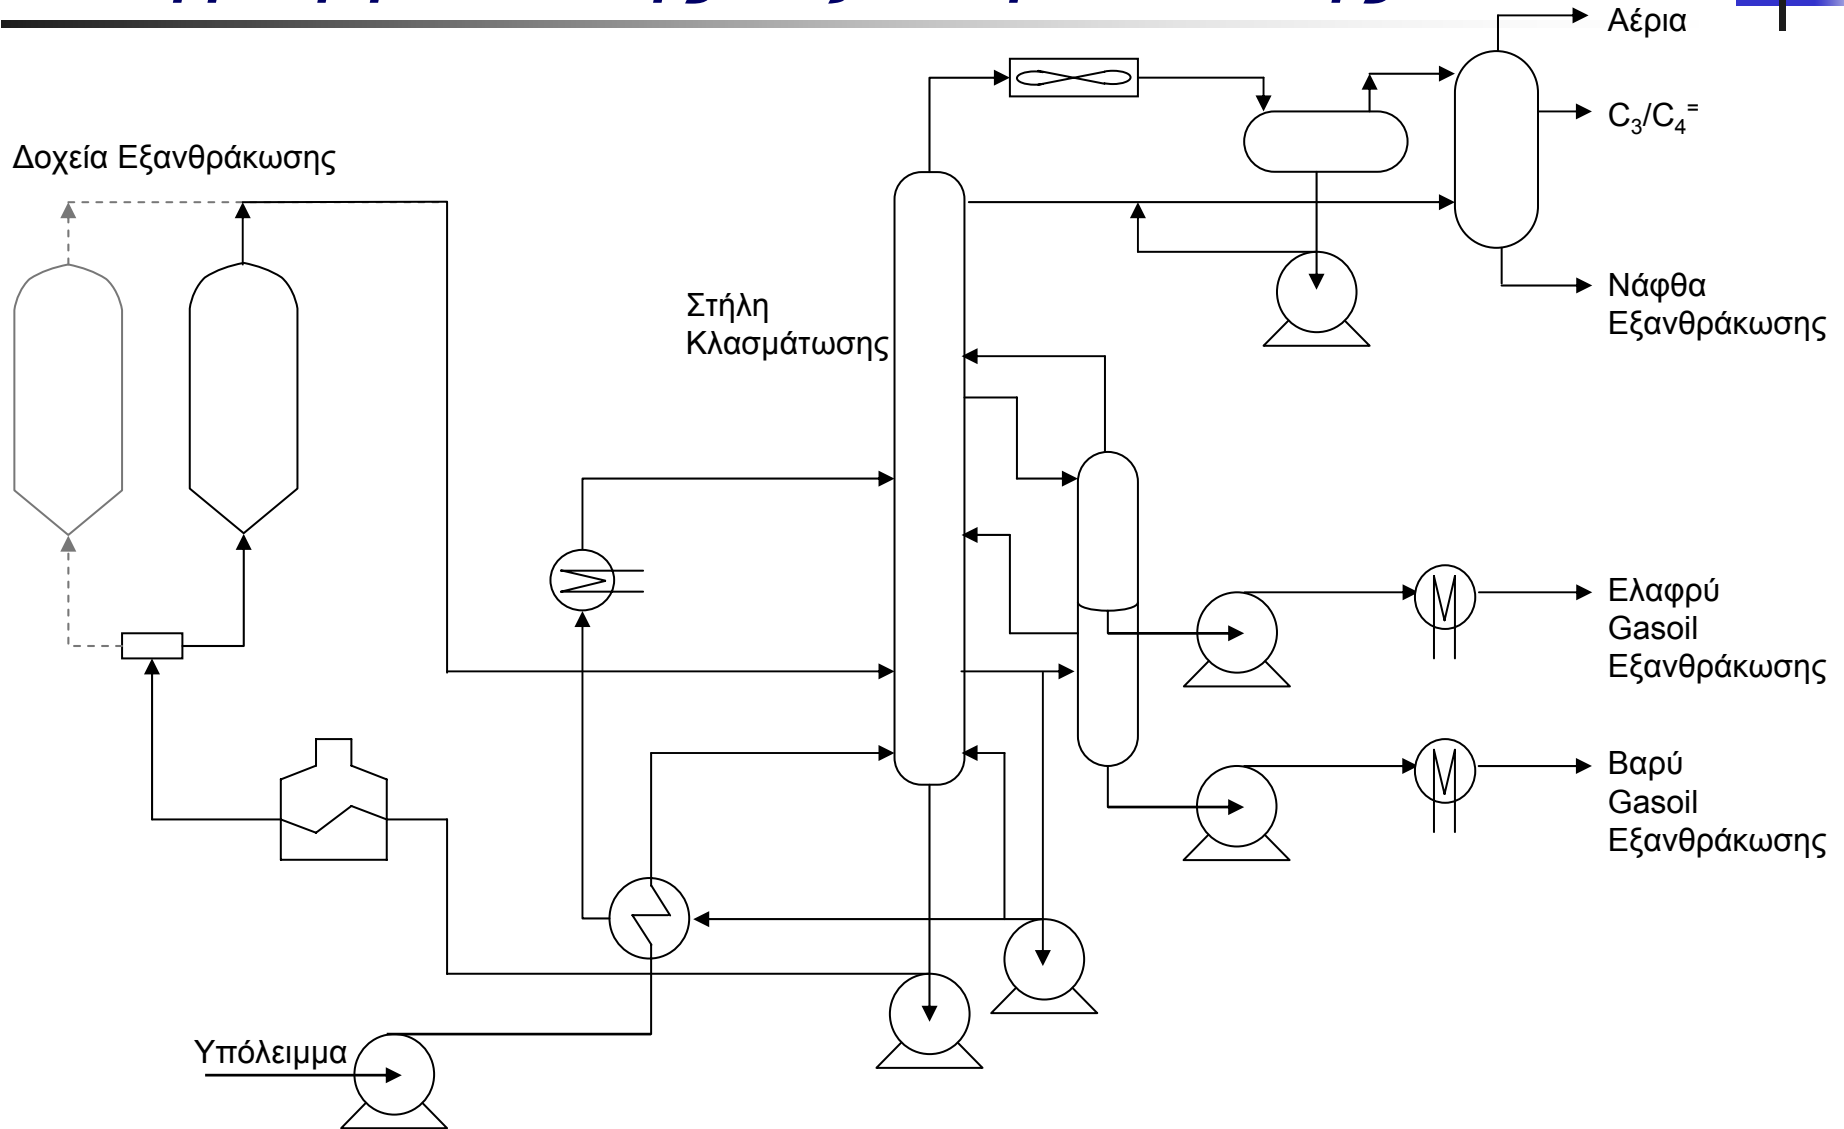 Αέρια
C₃/C₄⁼
Δοχεία Εξανθράκωσης
Στήλη
Κλασμάτωσης
Νάφθα
Εξανθράκωσης
Ελαφρύ
Gasoil
Εξανθράκωσης
Βαρύ
Gasoil
Εξανθράκωσης
Υπόλειμμα